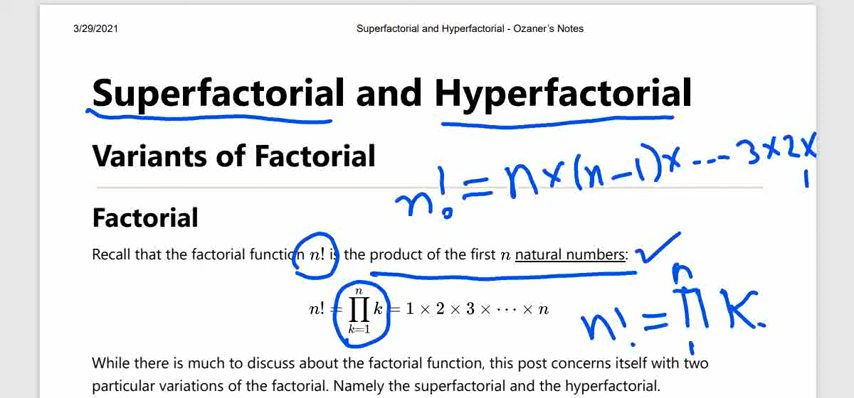 3/29/2021 Superfactorial and Hyperfactorial - Ozaner's Notes
Superfactorial and Hyperfactorial
Variants of Factorial
n! = n × (n – 1) × ... 3 × 2 × 1
Factorial
Recall that the factorial function n! is the product of the first n natural numbers:
n! = ∏ₖ₌₁ⁿ k = 1 × 2 × 3 × ⋯ × n
n! = ∏₁ⁿ K.
While there is much to discuss about the factorial function, this post concerns itself with two
particular variations of the factorial. Namely the superfactorial and the hyperfactorial.